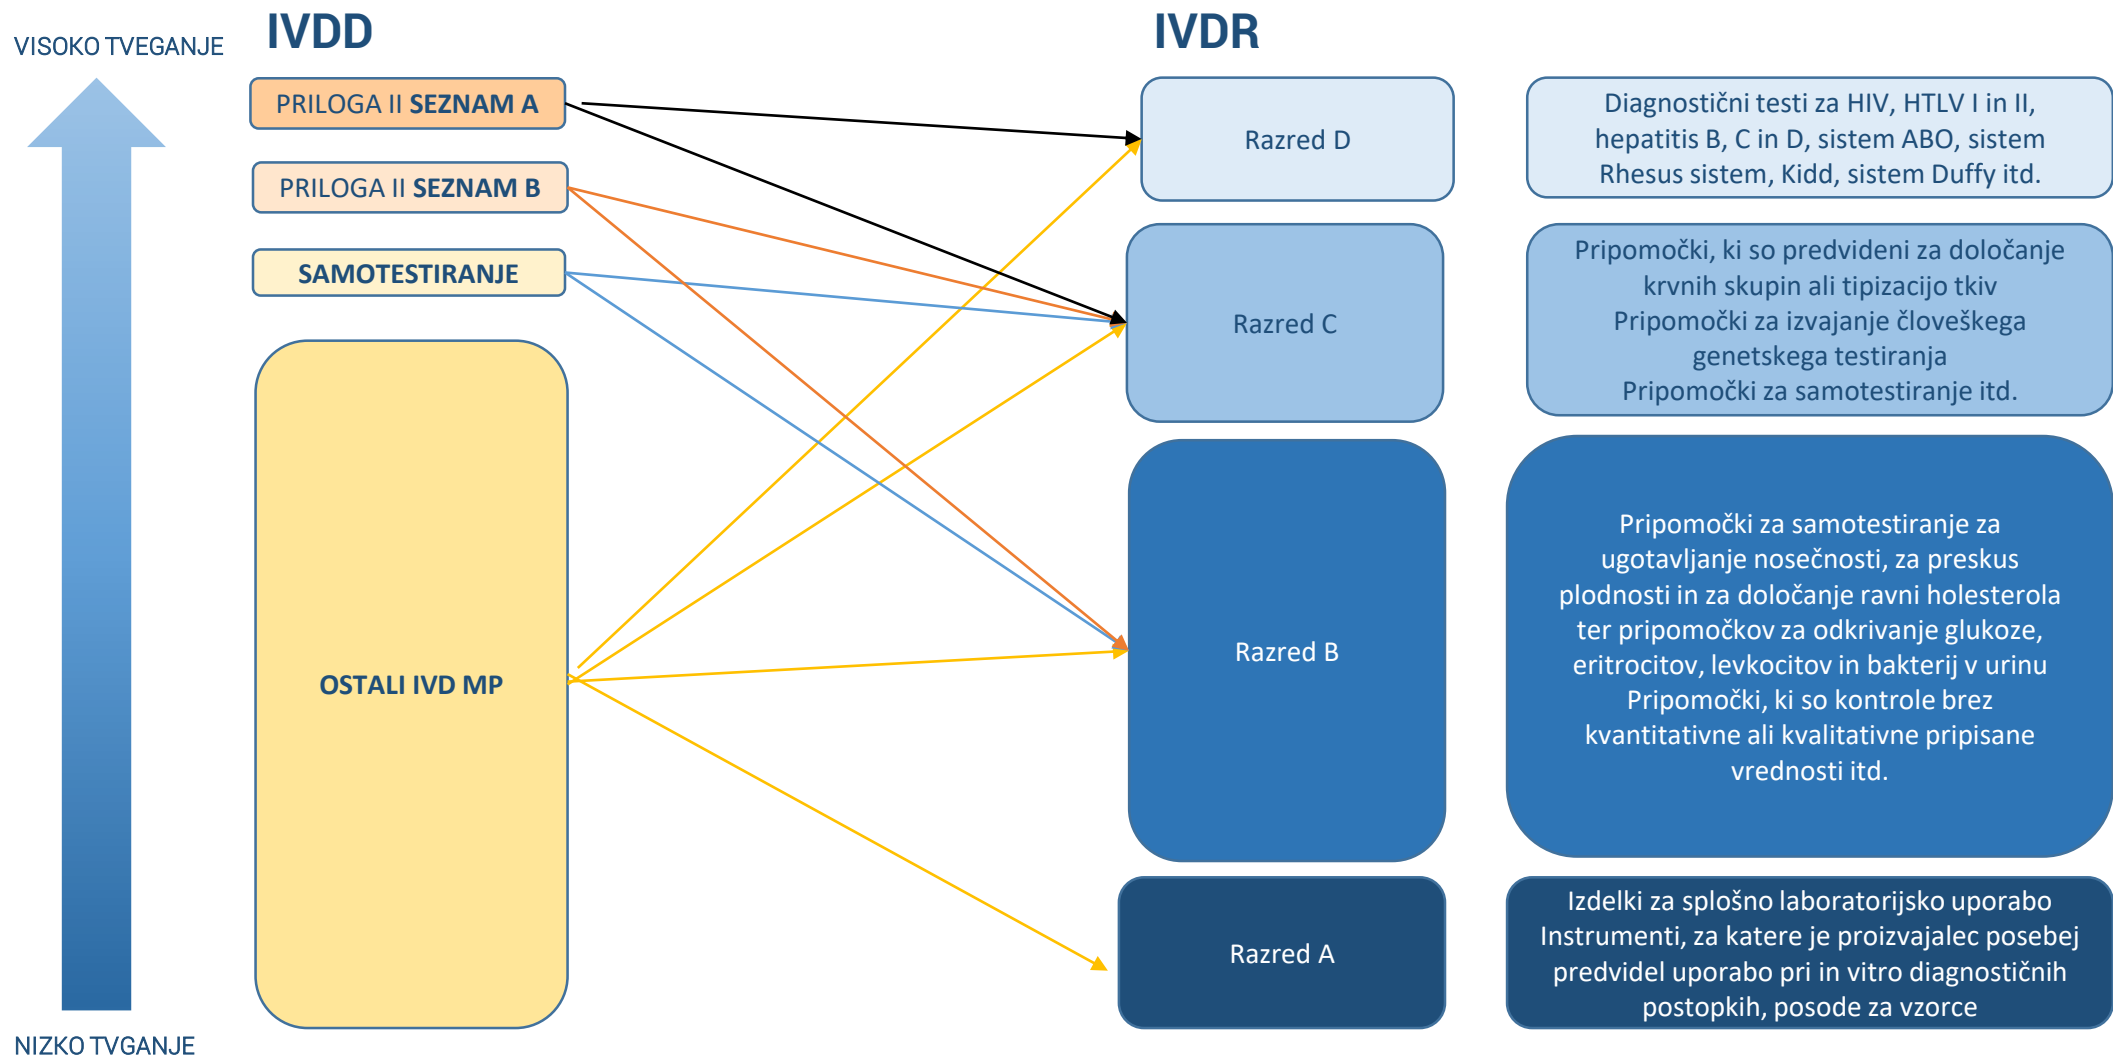 IVDD
IVDR
VISOKO TVEGANJE
PRILOGA II SEZNAM A
PRILOGA II SEZNAM B
SAMOTESTIRANJE
OSTALI IVD MP
NIZKO TVGANJE
Razred D
Diagnostični testi za HIV, HTLV I in II,
hepatitis B, C in D, sistem ABO, sistem
Rhesus sistem, Kidd, sistem Duffy itd.
Razred C
Pripomočki, ki so predvideni za določanje
krvnih skupin ali tipizacijo tkiv
Pripomočki za izvajanje človeškega
genetskega testiranja
Pripomočki za samotestiranje itd.
Razred B
Pripomočki za samotestiranje za
ugotavljanje nosečnosti, za preskus
plodnosti in za določanje ravni holesterola
ter pripomočkov za odkrivanje glukoze,
eritrocitov, levkocitov in bakterij v urinu
Pripomočki, ki so kontrole brez
kvantitativne ali kvalitativne pripisane
vrednosti itd.
Razred A
Izdelki za splošno laboratorijsko uporabo
Instrumenti, za katere je proizvajalec posebej
predvidel uporabo pri in vitro diagnostičnih
postopkih, posode za vzorce